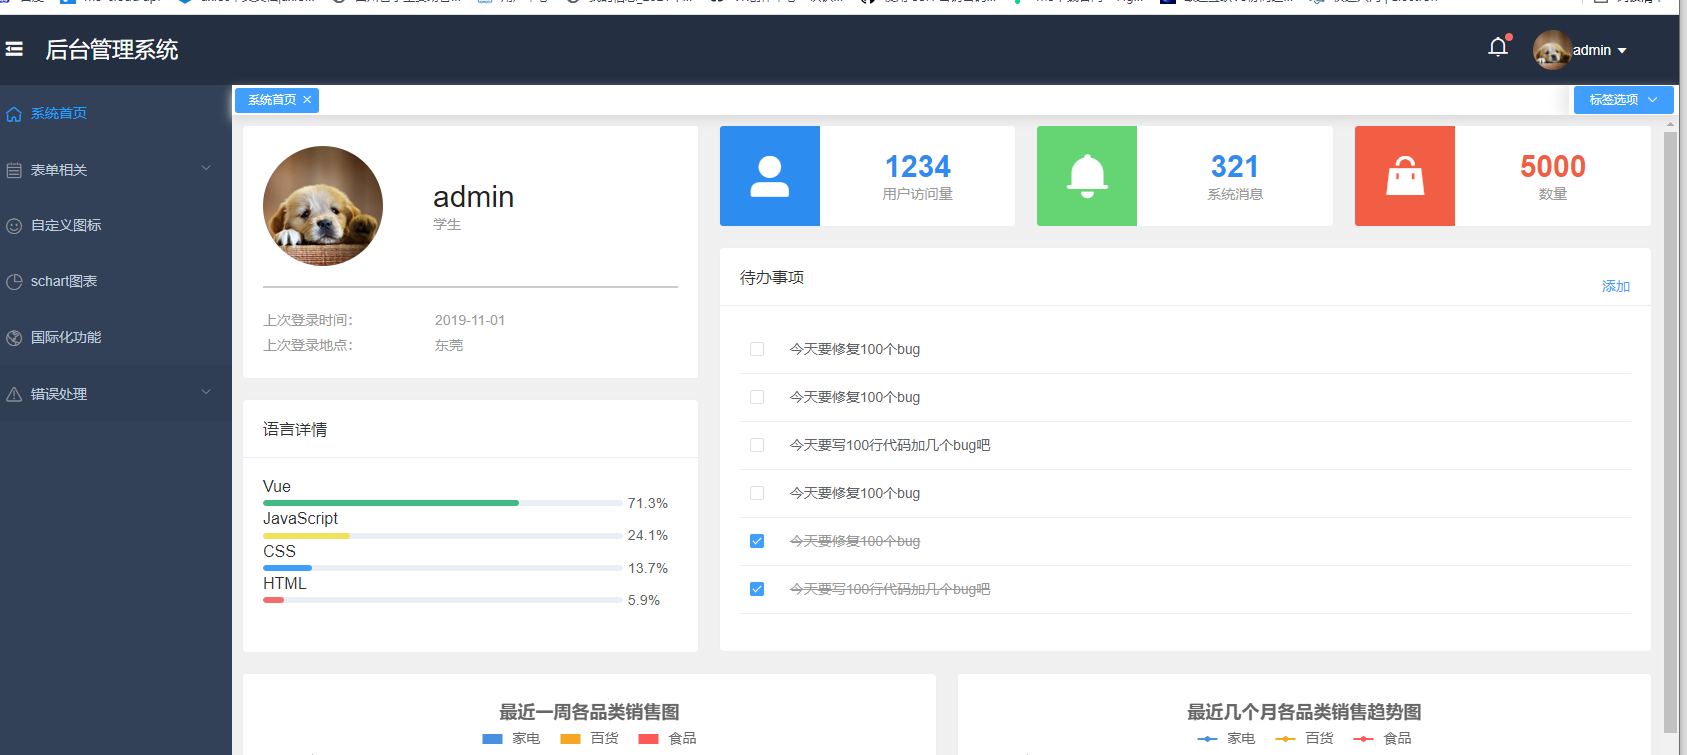 后台管理系统
admin
系统首页
表单相关
自定义图标
schart图表
国际化功能
错误处理
系统首页
标签选项
admin
学生
上次登录时间：
2019-11-01
上次登录地点：
东莞
语言详情
Vue
71.3%
JavaScript
24.1%
CSS
13.7%
HTML
5.9%
1234
用户访问量
321
系统消息
5000
数量
待办事项
添加
今天要修复100个bug
今天要修复100个bug
今天要写100行代码加几个bug吧
今天要修复100个bug
今天要修复100个bug
今天要写100行代码加几个bug吧
最近一周各品类销售图
家电 百货 食品
最近几个月各品类销售趋势图
家电 百货 食品